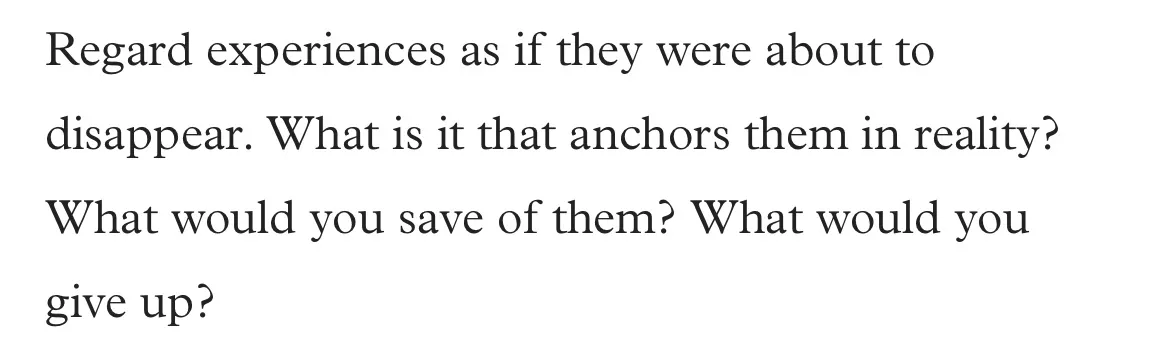 Regard experiences as if they were about to
disappear. What is it that anchors them in reality?
What would you save of them? What would you
give up?